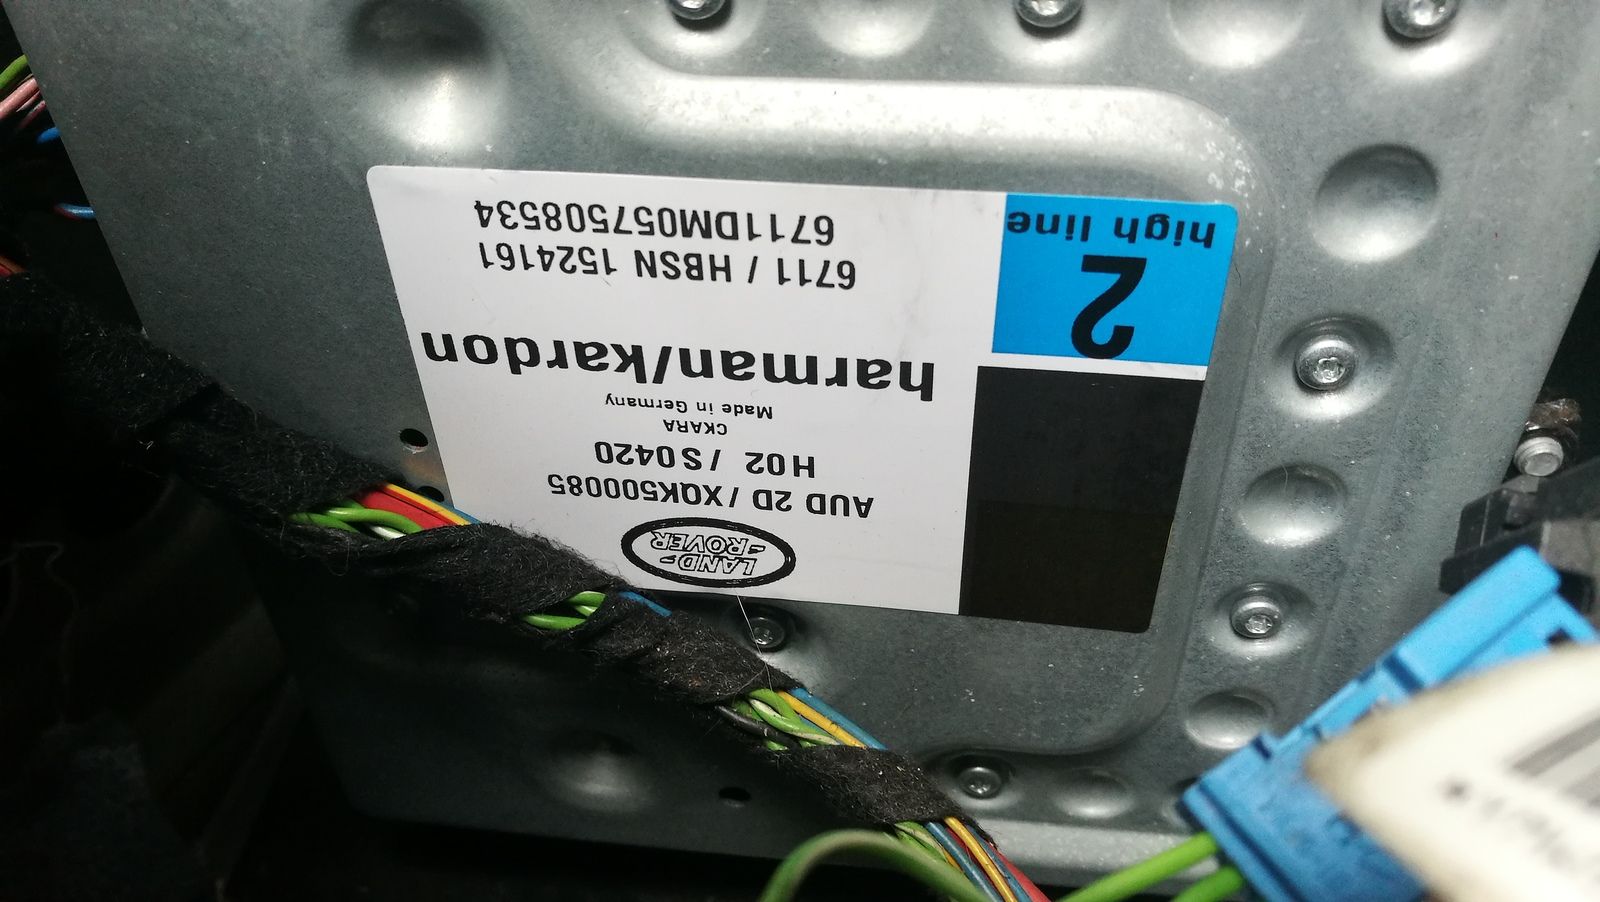 LAND-
-ROVER
AUD 2D / XQK500085
H02 / S0420
CKARA
Made in Germany
harman/kardon
6711 / HBSN 1524161
6711DM057508534
2
high line